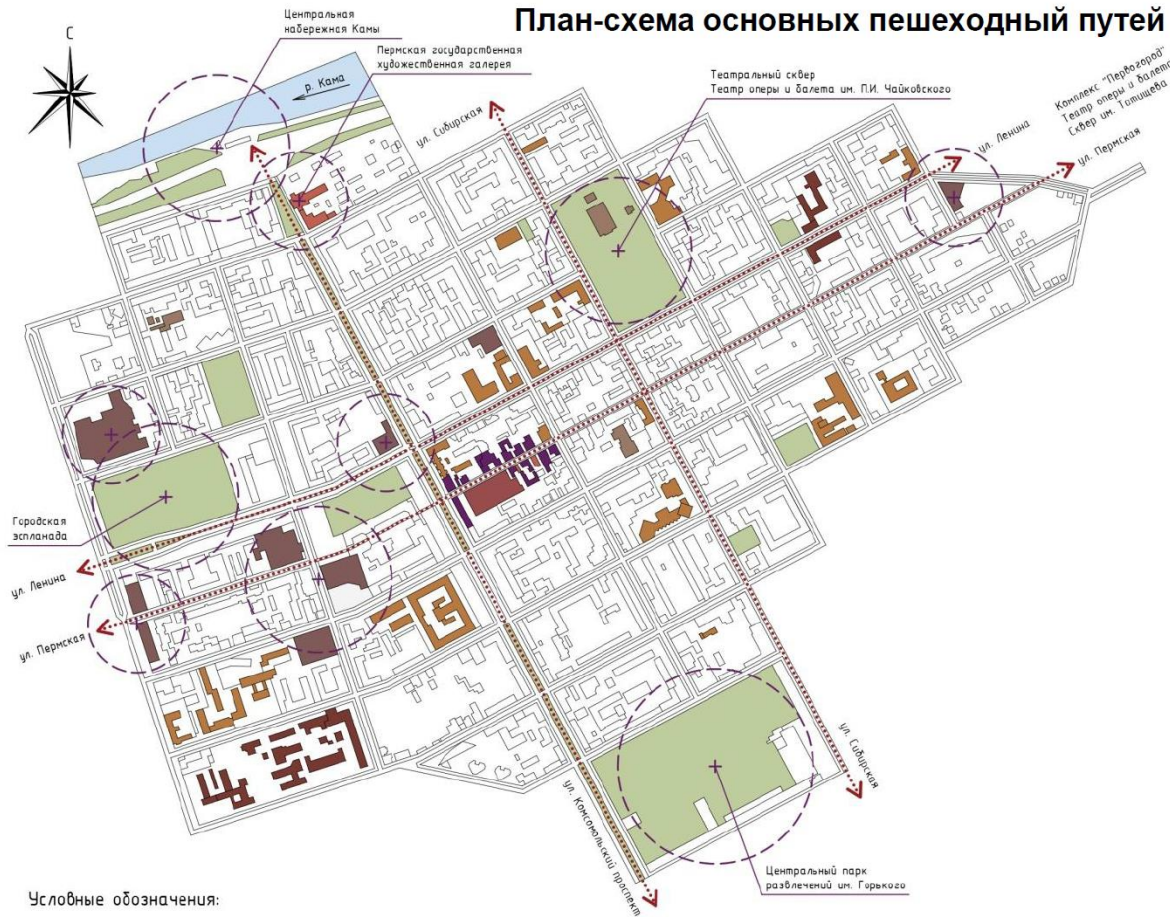 План-схема основных пешеходный путей
С
Центральная
набережная Камы
Пермская государственная
художественная галерея
р. Кама
ул. Сибирская
Театральный сквер
Театр оперы и балета им. П.И. Чайковского
Комплекс "Первогород"
Театр оперы и балета
Сквер им. Татищева
ул. Ленина
ул. Пермская
Городская
эспланада
ул. Ленина
ул. Пермская
ул. Сибирская
ул. Комсомольский проспект
Центральный парк
развлечений им. Горького
Условные обозначения: